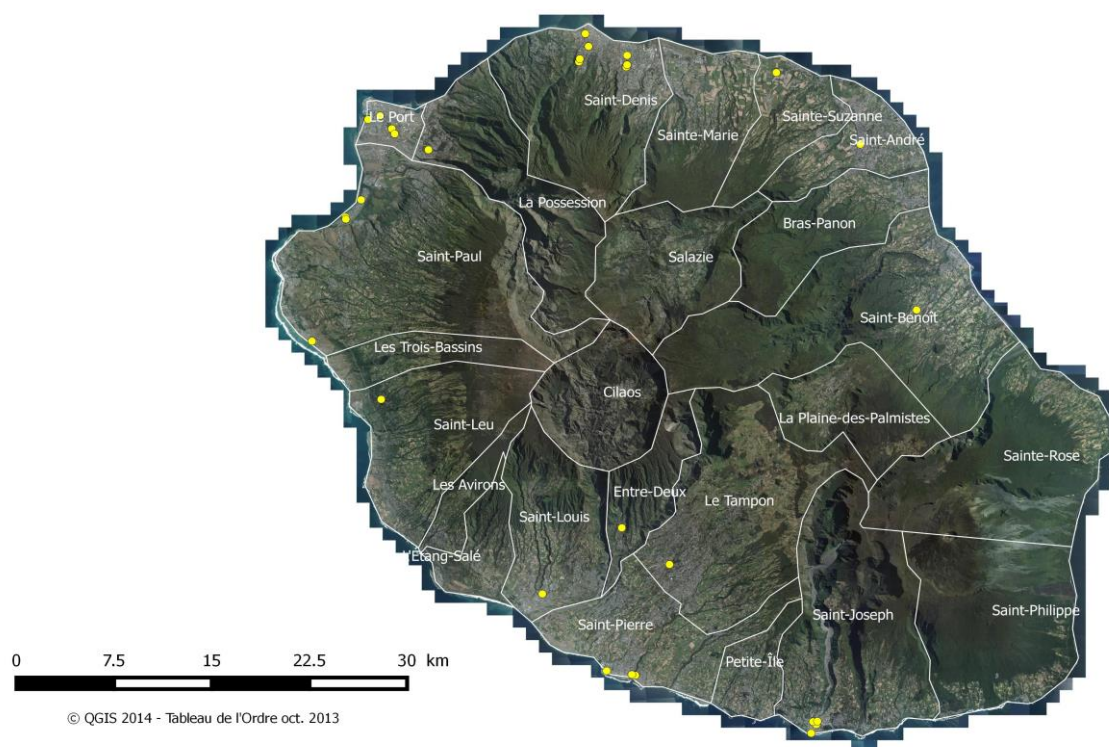 Saint-Denis
Le Port
Sainte-Suzanne
Sainte-Marie
Saint-André
La Possession
Bras-Panon
Saint-Paul
Salazie
Saint-Benoît
Les Trois-Bassins
Cilaos
La Plaine-des-Palmistes
Saint-Leu
Sainte-Rose
Les Avirons
Entre-Deux
Le Tampon
Saint-Louis
L'Étang-Salé
Saint-Philippe
Saint-Joseph
Saint-Pierre
Petite-Île
0 7.5 15 22.5 30 km
© QGIS 2014 - Tableau de l'Ordre oct. 2013